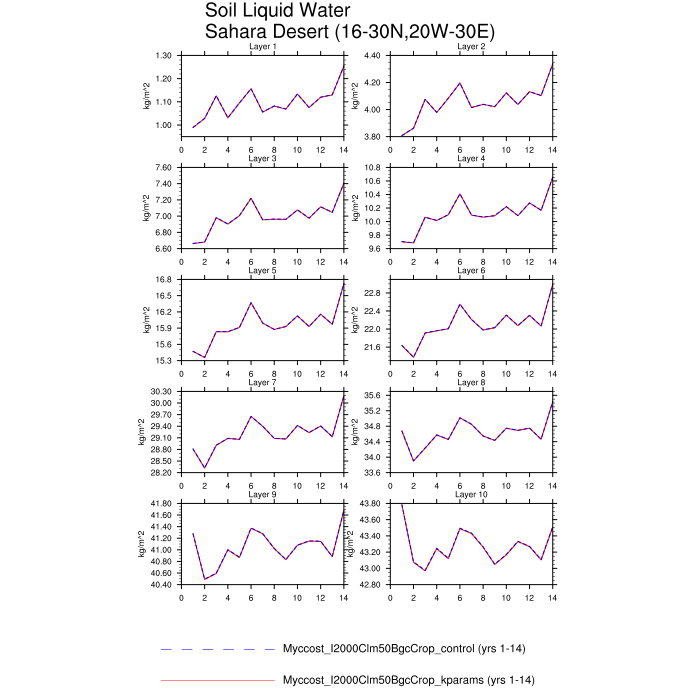 Soil Liquid Water
Sahara Desert (16-30N,20W-30E)
Layer 1
Layer 2
1.30
1.20
1.10
1.00
kg/m^2
0 2 4 6 8 10 12 14
4.40
4.20
4.00
3.80
kg/m^2
0 2 4 6 8 10 12 14
Layer 3
Layer 4
7.60
7.40
7.20
7.00
6.80
6.60
kg/m^2
0 2 4 6 8 10 12 14
10.8
10.6
10.4
10.2
10.0
9.8
9.6
kg/m^2
0 2 4 6 8 10 12 14
Layer 5
Layer 6
16.8
16.5
16.2
15.9
15.6
15.3
kg/m^2
0 2 4 6 8 10 12 14
22.8
22.4
22.0
21.6
kg/m^2
0 2 4 6 8 10 12 14
Layer 7
Layer 8
30.30
30.00
29.70
29.40
29.10
28.80
28.50
28.20
kg/m^2
0 2 4 6 8 10 12 14
35.6
35.2
34.8
34.4
34.0
33.6
kg/m^2
0 2 4 6 8 10 12 14
Layer 9
Layer 10
41.80
41.60
41.40
41.20
41.00
40.80
40.60
40.40
kg/m^2
0 2 4 6 8 10 12 14
43.80
43.60
43.40
43.20
43.00
42.80
kg/m^2
0 2 4 6 8 10 12 14
Myccost_I2000Clm50BgcCrop_control (yrs 1-14)
Myccost_I2000Clm50BgcCrop_kparams (yrs 1-14)